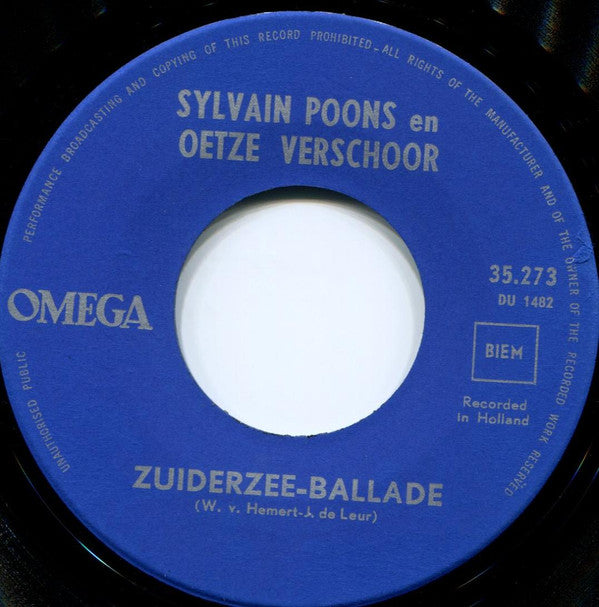 UNAUTHORISED PUBLIC PERFORMANCE BROADCASTING AND COPYING OF THIS RECORD PROHIBITED-ALL RIGHTS OF THE MANUFACTURER AND OF THE OWNER OF THE RECORDED WORK RESERVED
SYLVAIN POONS en
OETZE VERSCHOOR
OMEGA
35.273
DU 1482
BIEM
Recorded
in Holland
ZUIDERZEE-BALLADE
(W. v. Hemert-J. de Leur)